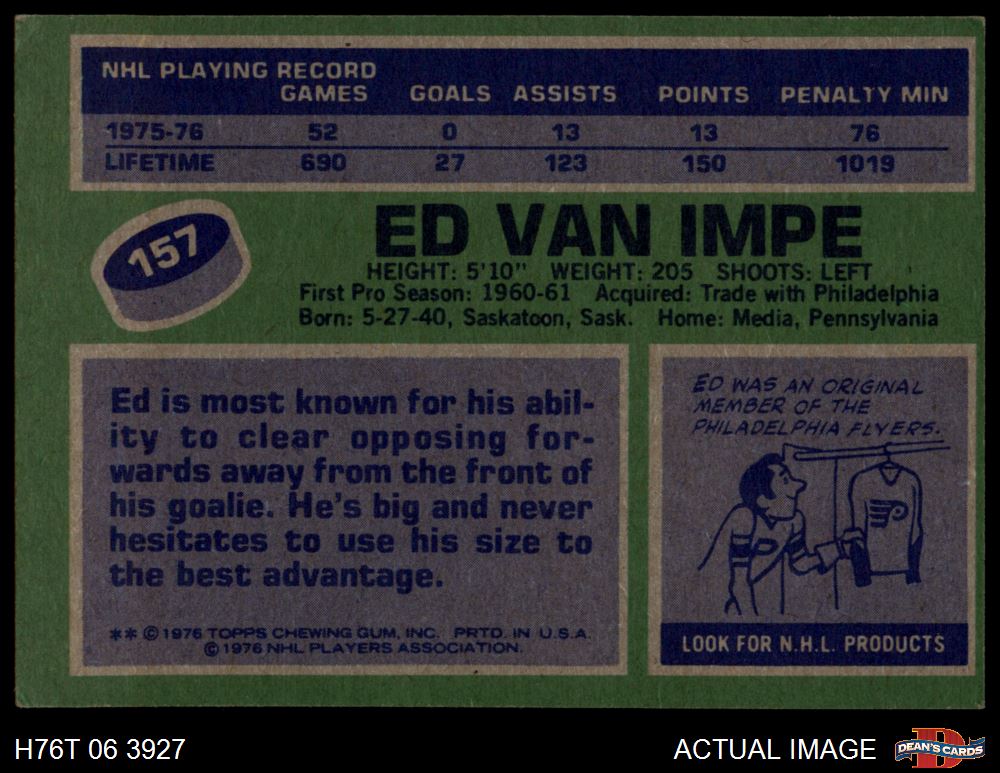 NHL PLAYING RECORD
GAMES GOALS ASSISTS POINTS PENALTY MIN
1975-76 52 0 13 13 76
LIFETIME 690 27 123 150 1019
157
ED VAN IMPE
HEIGHT: 5'10" WEIGHT: 205 SHOOTS: LEFT
First Pro Season: 1960-61 Acquired: Trade with Philadelphia
Born: 5-27-40, Saskatoon, Sask. Home: Media, Pennsylvania
Ed is most known for his abil-
ity to clear opposing for-
wards away from the front of
his goalie. He's big and never
hesitates to use his size to
the best advantage.
** © 1976 TOPPS CHEWING GUM, INC. PRTD. IN U.S.A.
© 1976 NHL PLAYERS ASSOCIATION.
ED WAS AN ORIGINAL
MEMBER OF THE
PHILADELPHIA FLYERS.
LOOK FOR N.H.L. PRODUCTS
H76T 06 3927
ACTUAL IMAGE
D
DEAN'S CARDS